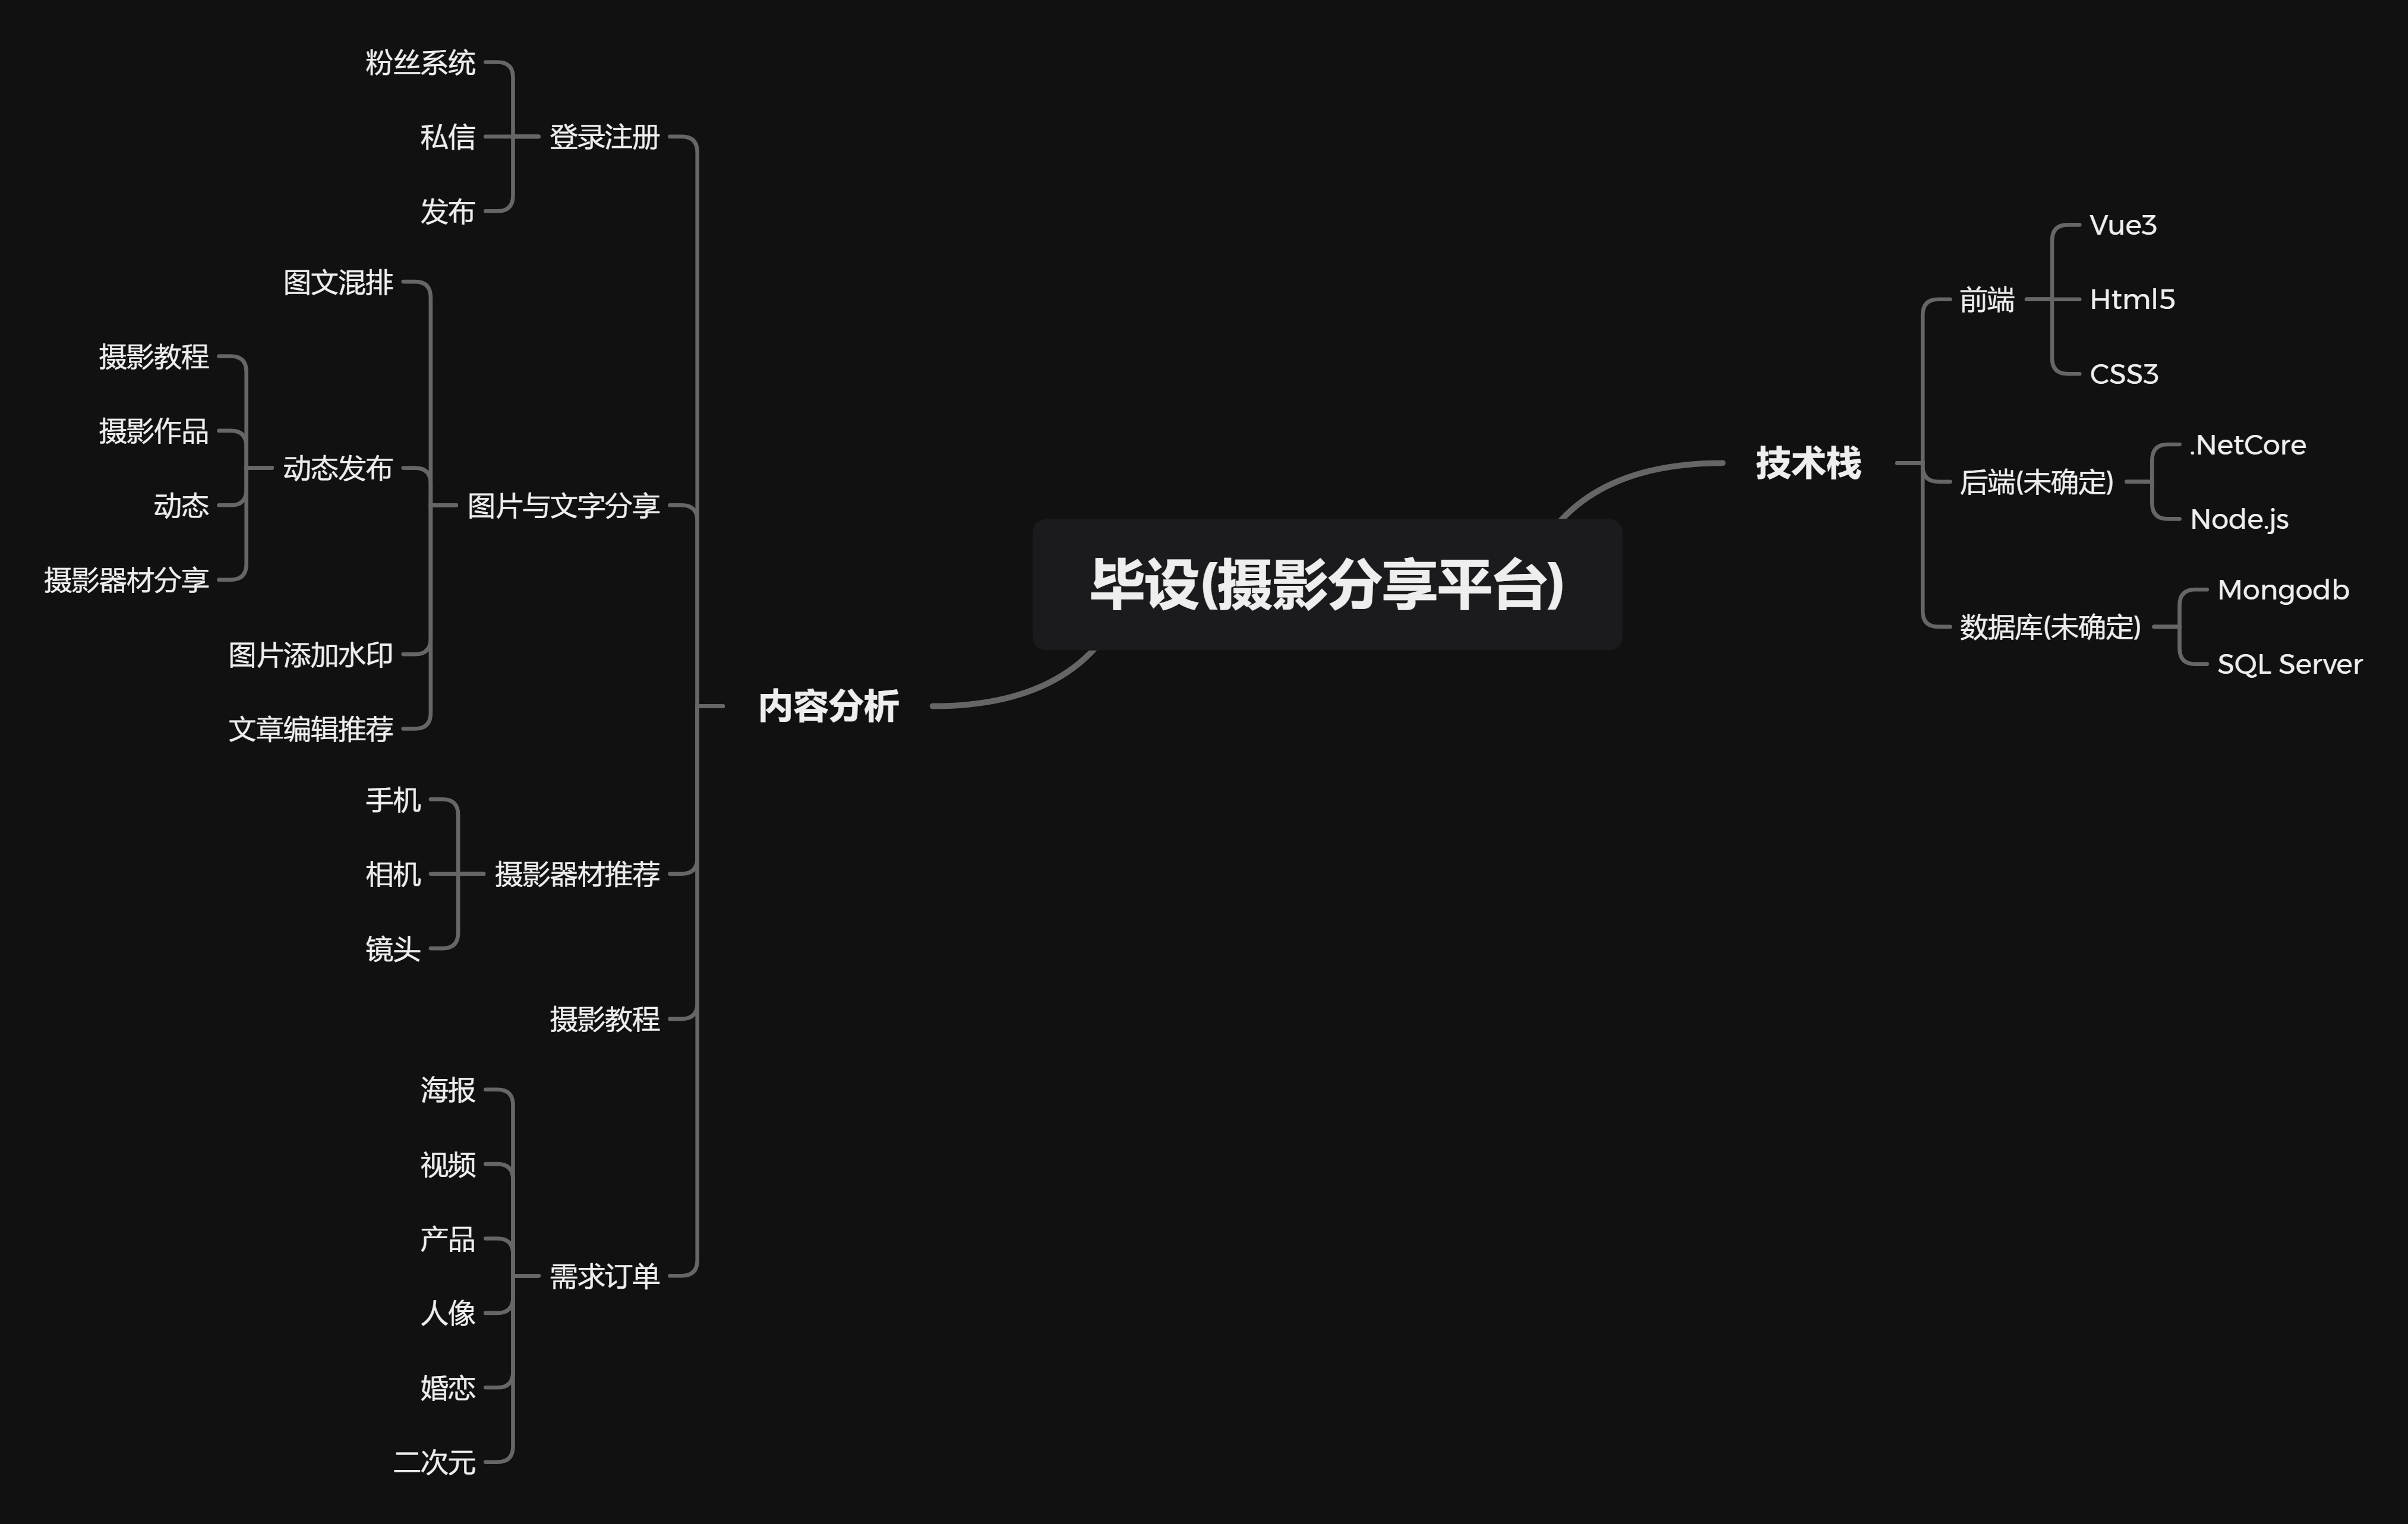 毕设(摄影分享平台)
技术栈
前端
Vue3
Html5
CSS3
后端(未确定)
.NetCore
Node.js
数据库(未确定)
Mongodb
SQL Server
内容分析
登录注册
粉丝系统
私信
发布
图片与文字分享
图文混排
动态发布
摄影教程
摄影作品
动态
摄影器材分享
图片添加水印
文章编辑推荐
摄影器材推荐
手机
相机
镜头
摄影教程
需求订单
海报
视频
产品
人像
婚恋
二次元